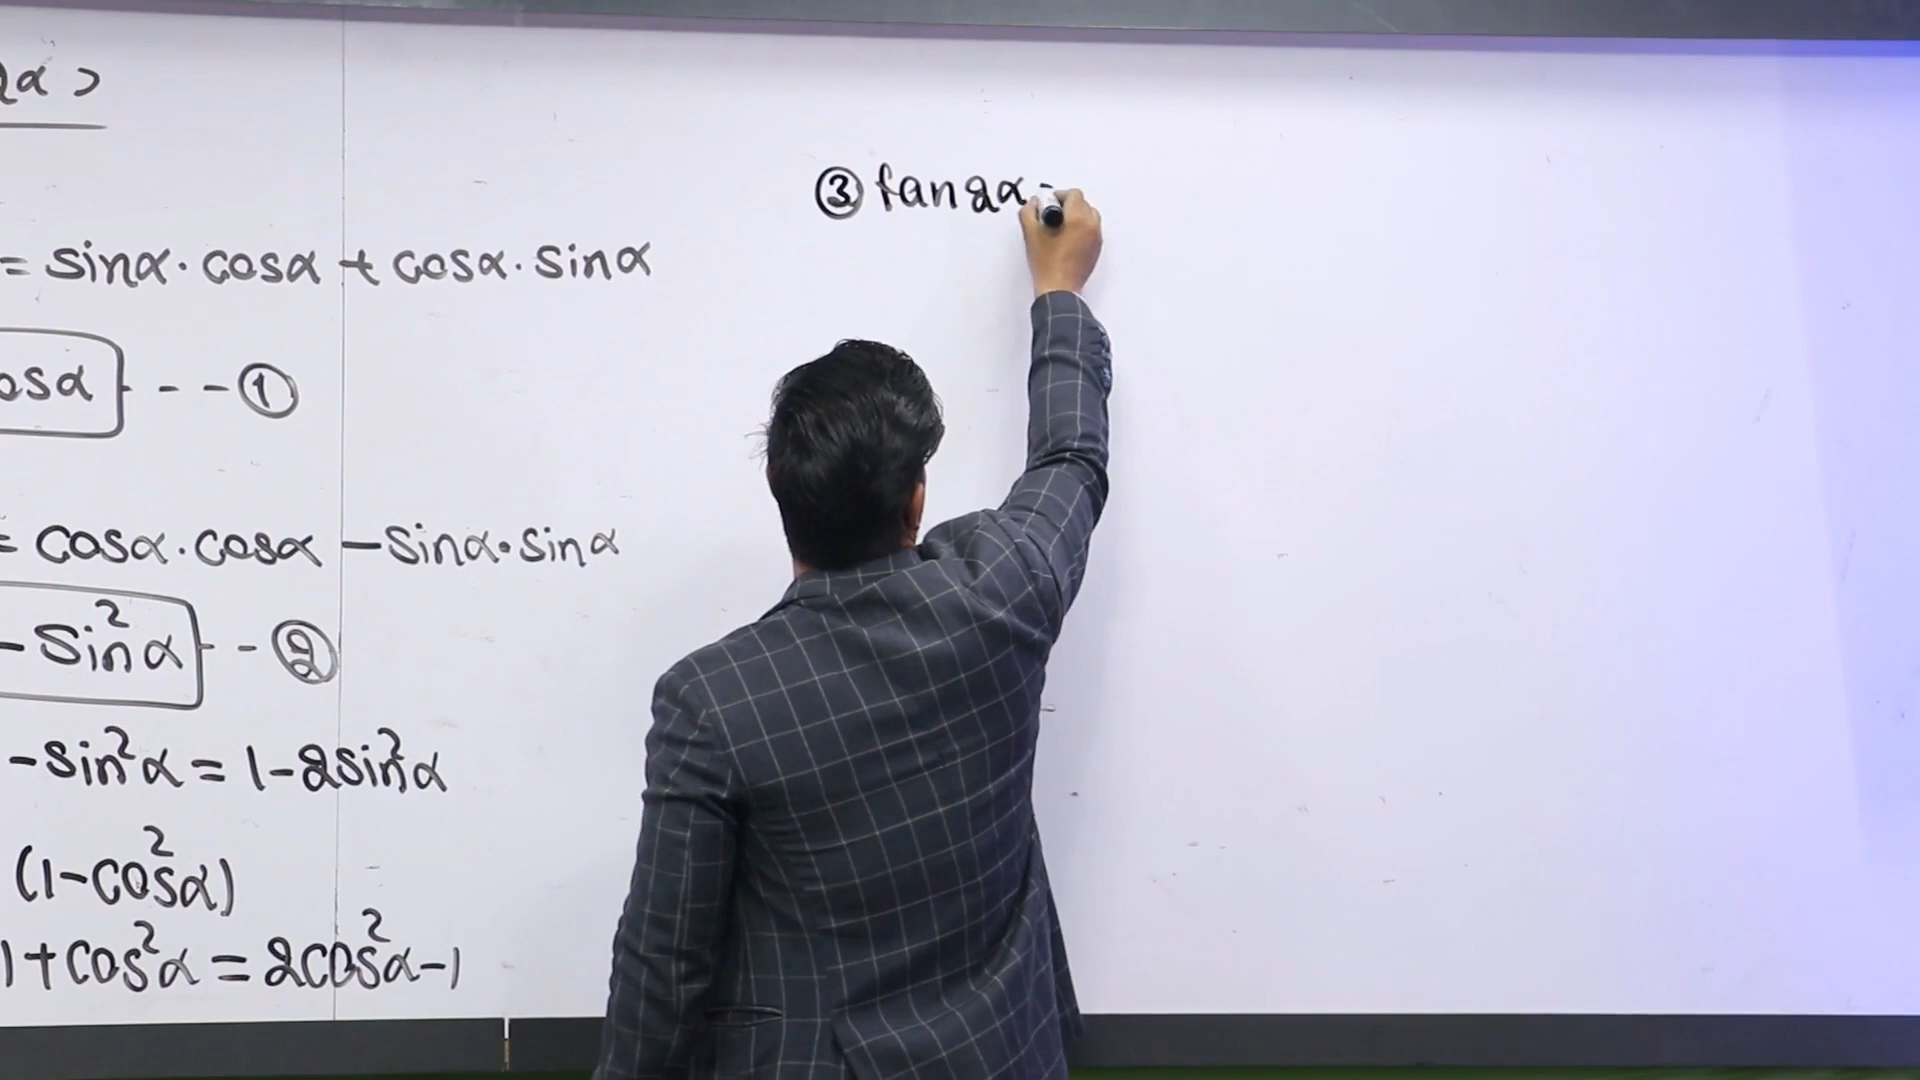 2α >
= sinα · cosα + cosα · sinα
osα - - - ①
= cosα · cosα - sinα · sinα
- sin²α - - ②
- sin²α = 1 - 2sin²α
(1 - cos²α)
1 + cos²α = 2cos²α - 1
③ tan2α =